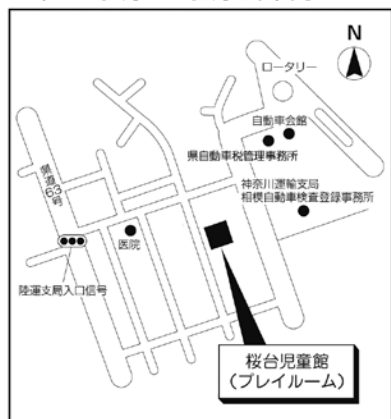 N
ロータリー
自動車会館
県自動車税管理事務所
神奈川運輸支局
相模自動車検査登録事務所
県道63号
医院
陸運支局入口信号
桜台児童館
(プレイルーム)